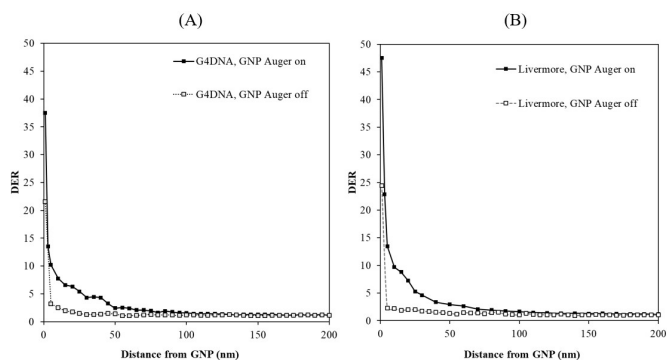 (A)
50
45
40
35
30
25
20
15
10
5
0
DER
G4DNA, GNP Auger on
G4DNA, GNP Auger off
0 50 100 150 200
Distance from GNP (nm)
(B)
50
45
40
35
30
25
20
15
10
5
0
DER
Livermore, GNP Auger on
Livermore, GNP Auger off
0 50 100 150 200
Distance from GNP (nm)